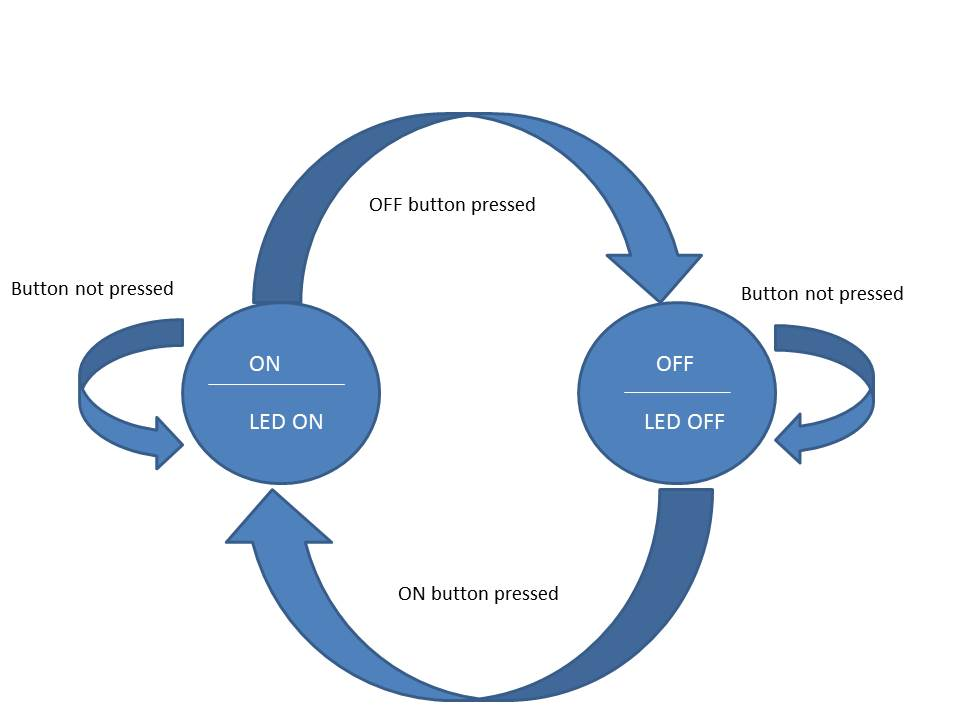 OFF button pressed
Button not pressed
Button not pressed
ON
LED ON
OFF
LED OFF
ON button pressed